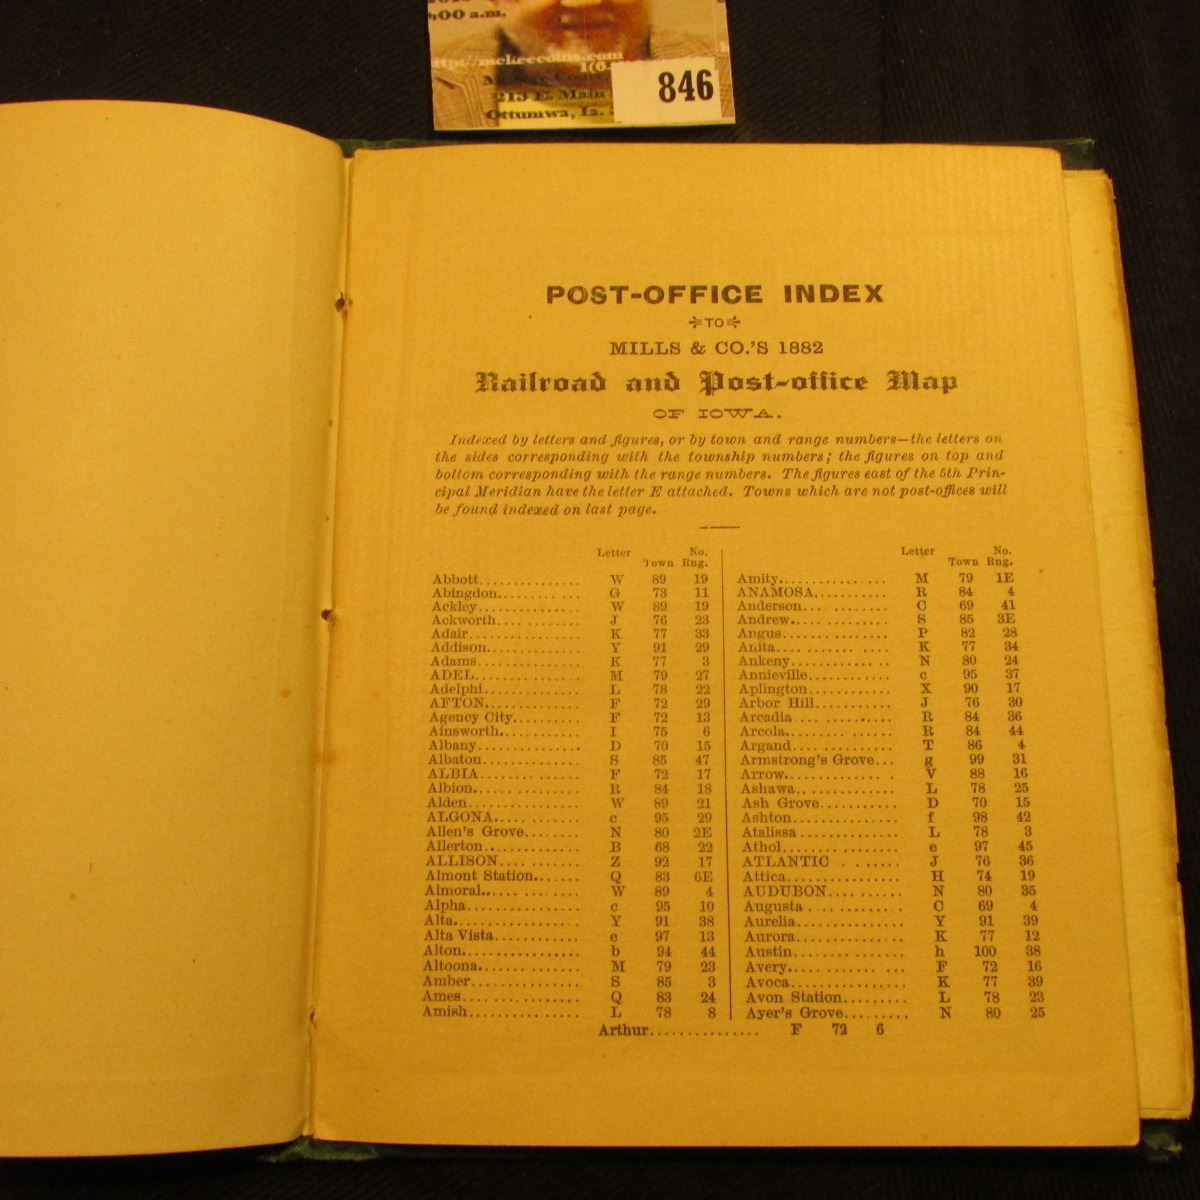 :00 a.m.
ttp//mckeecoins.com
213 E. Main
Ottumwa, Ia.
846
POST-OFFICE INDEX
TO
MILLS & CO.'S 1882
Railroad and Post-office Map
OF IOWA.
Indexed by letters and figures, or by town and range numbers—the letters on
the sides corresponding with the township numbers; the figures on top and
bottom corresponding with the range numbers. The figures east of the 5th Prin-
cipal Meridian have the letter E attached. Towns which are not post-offices will
be found indexed on last page.
Letter No.
Town Rng.
Abbott............... W 89 19
Abingdon............ G 73 11
Ackley............... W 89 19
Ackworth............ J 76 23
Adair................ K 77 33
Addison.............. Y 91 29
Adams............... K 77 3
ADEL................ M 79 27
Adelphi.............. L 78 22
AFTON.............. F 72 29
Agency City.......... F 72 13
Ainsworth............ I 75 6
Albany............... D 70 15
Albaton.............. S 85 47
ALBIA............... F 72 17
Albion............... R 84 18
Alden................ W 89 21
ALGONA............ c 95 29
Allen's Grove........ N 80 2E
Allerton.............. B 68 22
ALLISON............ Z 92 17
Almont Station....... Q 83 6E
Almoral.............. W 89 4
Alpha................ c 95 10
Alta.................. Y 91 38
Alta Vista............ e 97 13
Alton................. b 94 44
Altoona.............. M 79 23
Amber............... S 85 3
Ames................ Q 83 24
Amish................ L 78 8
Letter No.
Town Rng.
Amity................ M 79 1E
ANAMOSA.......... R 84 4
Anderson............ C 69 41
Andrew.............. S 85 3E
Angus............... P 82 28
Anita................ K 77 34
Ankeny.............. N 80 24
Annieville............ c 95 37
Aplington............ X 90 17
Arbor Hill........... J 76 30
Arcadia.............. R 84 36
Arcola............... R 84 44
Argand.............. T 86 4
Armstrong's Grove... g 99 31
Arrow............... V 88 16
Ashawa.............. L 78 25
Ash Grove........... D 70 15
Ashton............... f 98 42
Atalissa.............. L 78 3
Athol................ e 97 45
ATLANTIC ........ J 76 36
Attica................ H 74 19
AUDUBON.......... N 80 35
Augusta ............. C 69 4
Aurelia............... Y 91 39
Aurora............... K 77 12
Austin............... h 100 38
Avery................ F 72 16
Avoca............... K 77 39
Avon Station......... L 78 23
Ayer's Grove......... N 80 25
Arthur............... F 72 6